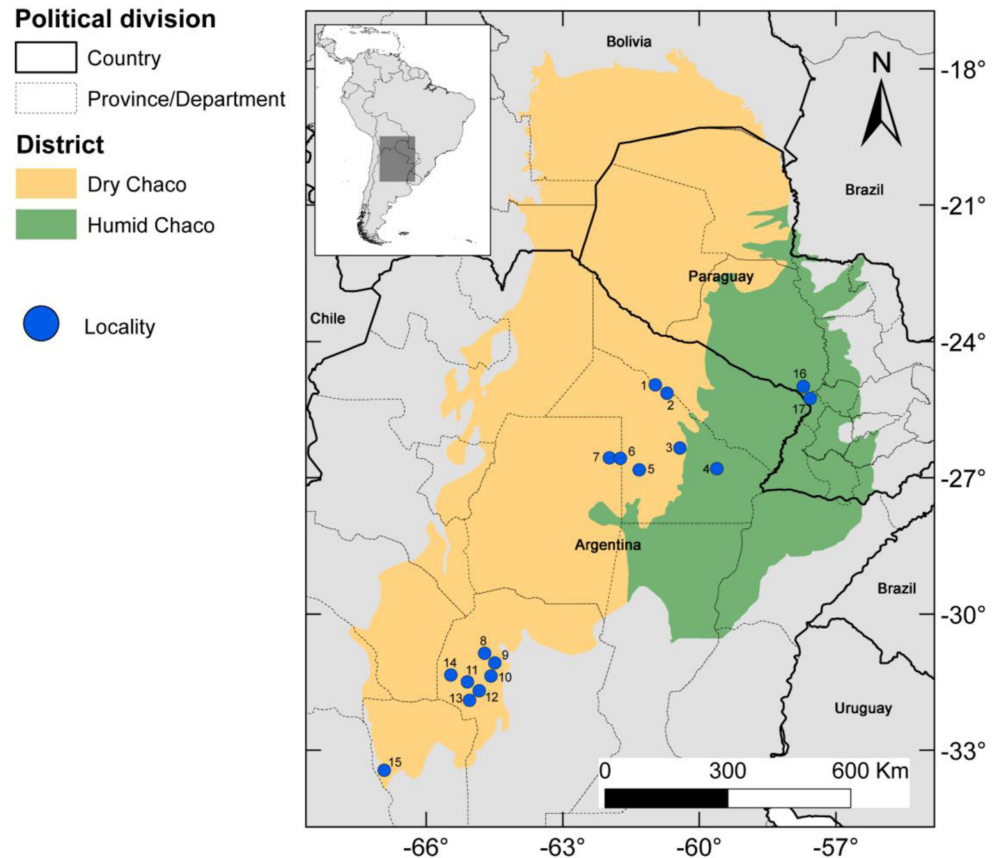 Political division
Country
Province/Department
District
Dry Chaco
Humid Chaco
Locality
Bolivia
N
Brazil
Paraguay
Chile
Argentina
Brazil
Uruguay
1
2
3
4
5
6
7
8
9
10
11
12
13
14
15
16
17
0 300 600 Km
-18°
-21°
-24°
-27°
-30°
-33°
-66° -63° -60° -57°